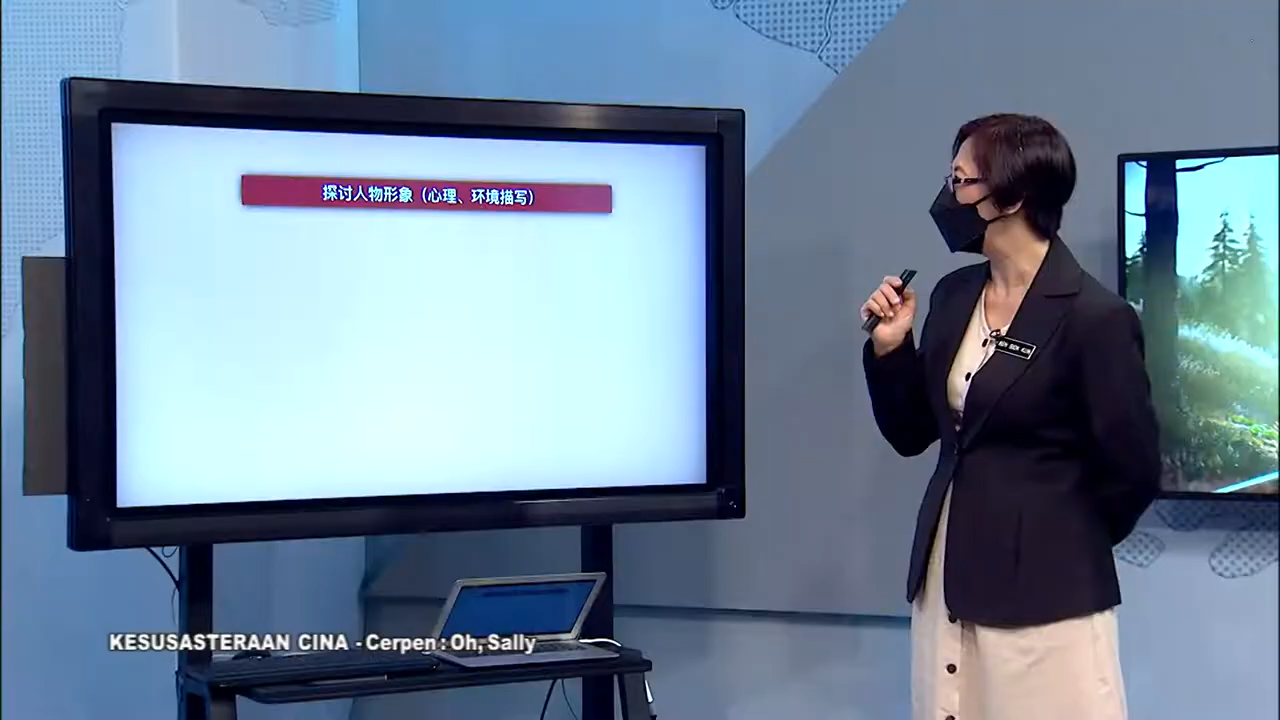 探讨人物形象（心理、环境描写）
KESUSASTERAAN CINA - Cerpen : Oh, Sally